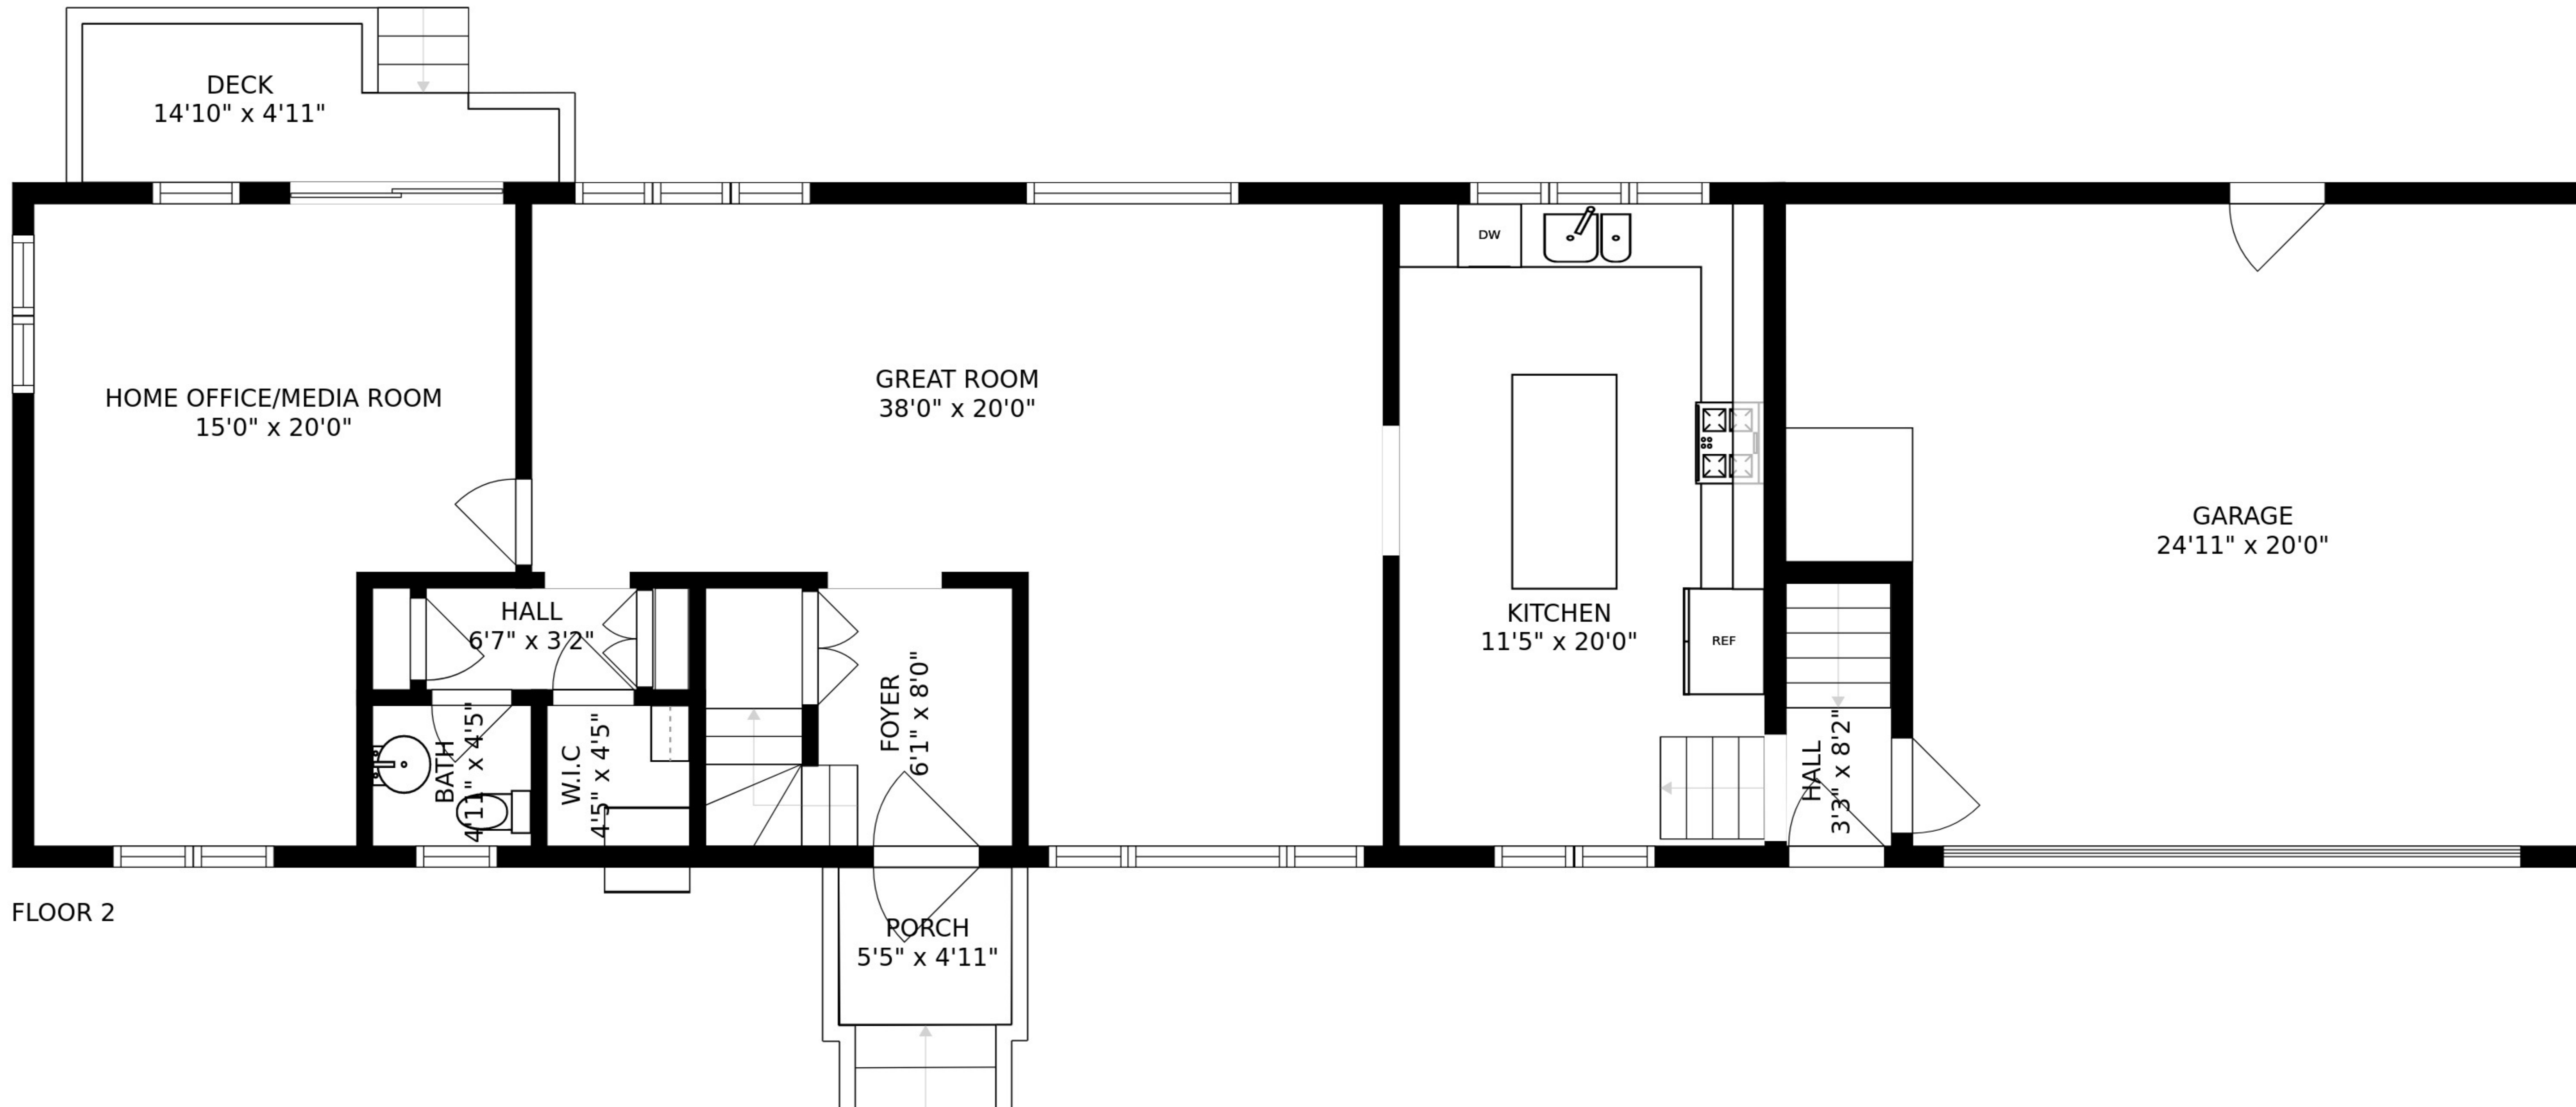 DECK
14'10" x 4'11"
HOME OFFICE/MEDIA ROOM
15'0" x 20'0"
GREAT ROOM
38'0" x 20'0"
DW
KITCHEN
11'5" x 20'0"
REF
GARAGE
24'11" x 20'0"
HALL
6'7" x 3'2"
BATH
4'11" x 4'5"
W.I.C
4'5" x 4'5"
FOYER
6'1" x 8'0"
HALL
3'3" x 8'2"
PORCH
5'5" x 4'11"
FLOOR 2